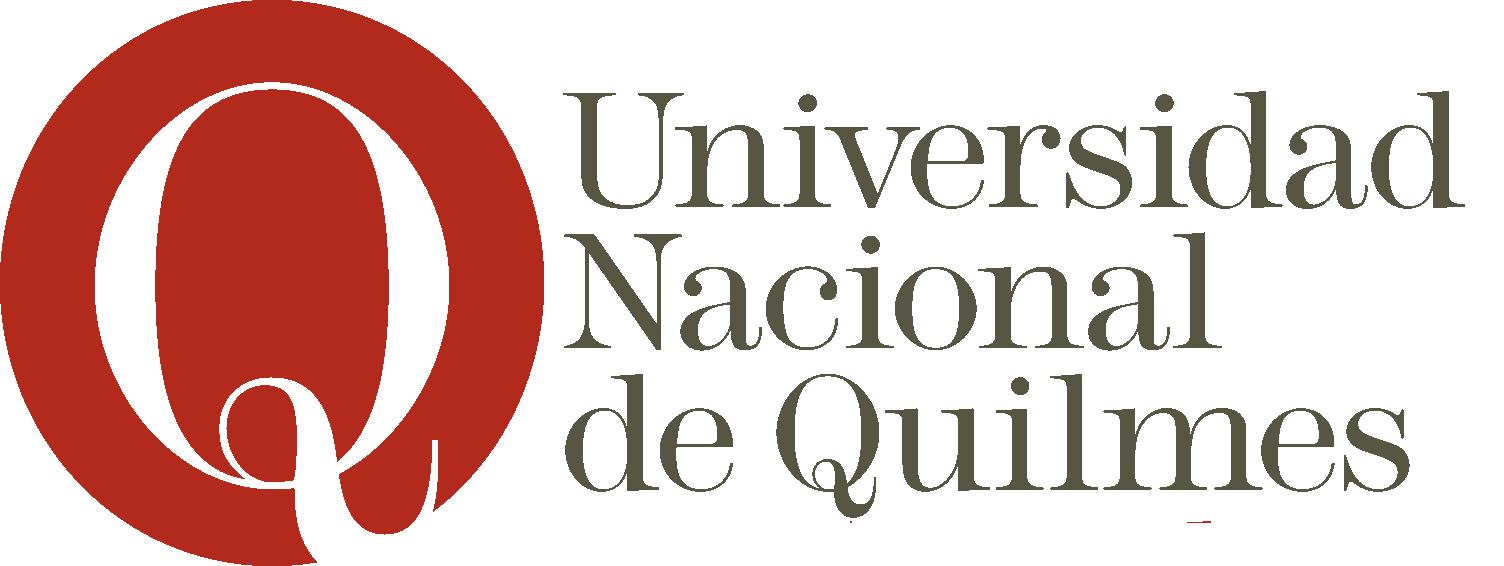 Q
Universidad
Nacional
de Quilmes